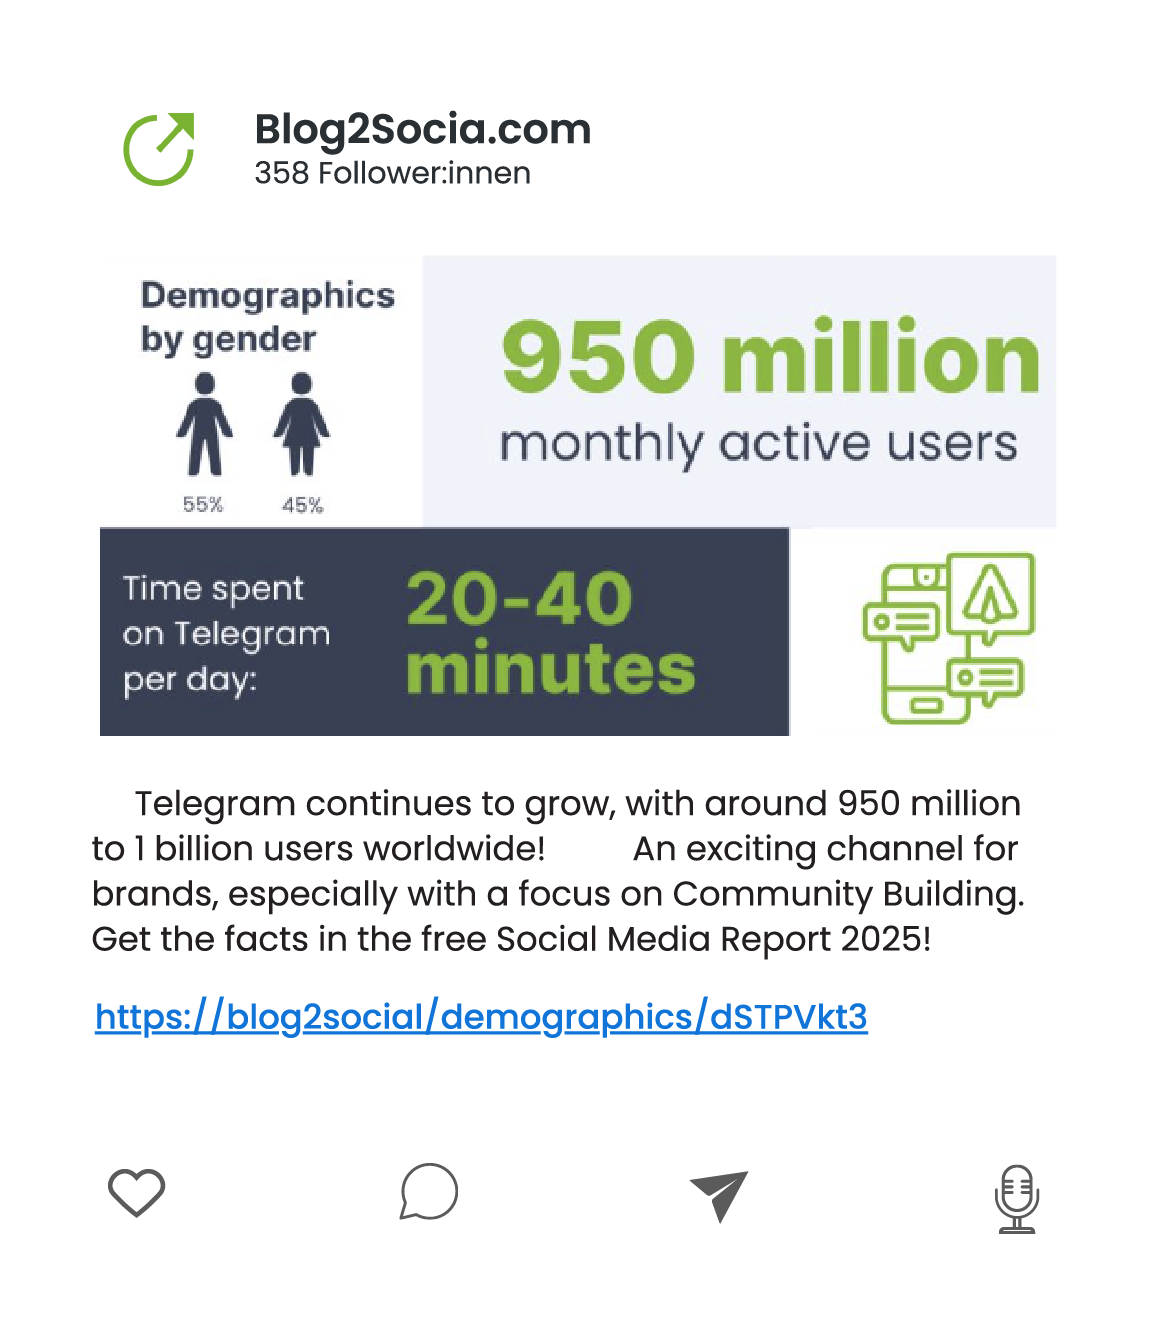 Blog2Socia.com
358 Follower:innen
Demographics
by gender
55% 45%
950 million
monthly active users
Time spent
on Telegram
per day:
20-40
minutes
Telegram continues to grow, with around 950 million
to 1 billion users worldwide! An exciting channel for
brands, especially with a focus on Community Building.
Get the facts in the free Social Media Report 2025!
https://blog2social/demographics/dSTPVkt3